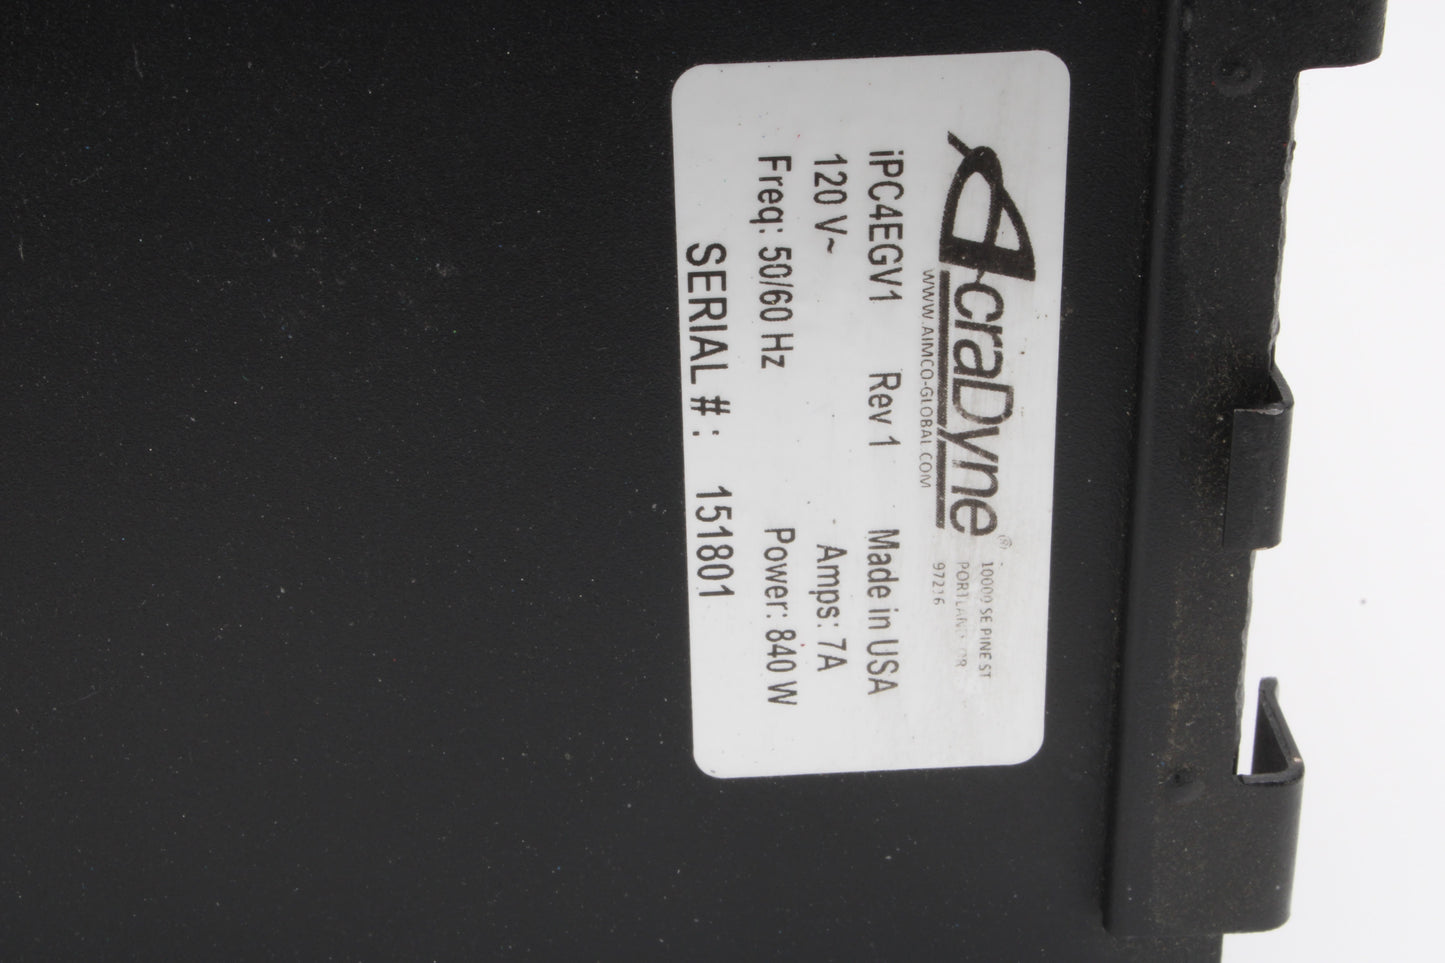 AcraDyne®
WWW.AIMCO-GLOBAL.COM
10000 SE PINE ST
PORTLAND, OR
97216
iPC4EGV1 Rev 1 Made in USA
120 V~ Amps: 7A
Freq: 50/60 Hz Power: 840 W
SERIAL #: 151801